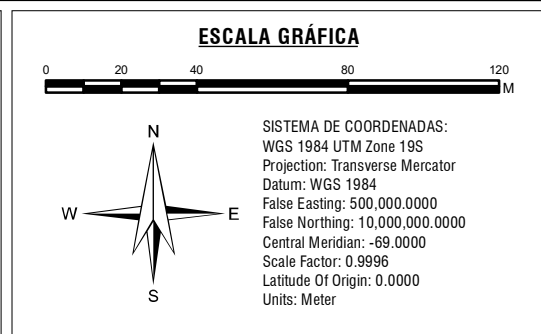 ESCALA GRÁFICA
0 20 40 80 120
M
N
W E
S
SISTEMA DE COORDENADAS:
WGS 1984 UTM Zone 19S
Projection: Transverse Mercator
Datum: WGS 1984
False Easting: 500,000.0000
False Northing: 10,000,000.0000
Central Meridian: -69.0000
Scale Factor: 0.9996
Latitude Of Origin: 0.0000
Units: Meter